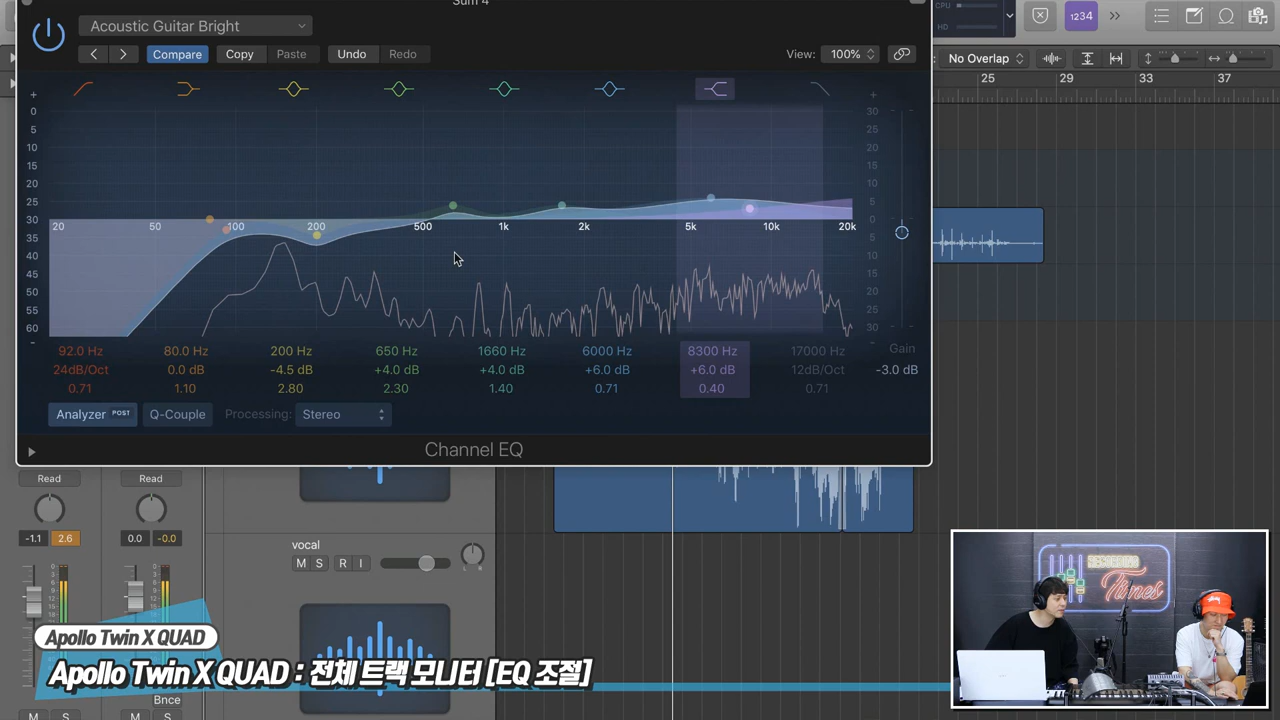 Sum 4
Acoustic Guitar Bright
Compare
Copy
Paste
Undo
Redo
View:
100%
CPU
HD
1234
No Overlap
25
29
33
37
+
0
5
10
15
20
25
30
35
40
45
50
55
60
-
+
30
25
20
15
10
5
0
5
10
15
20
25
30
-
20
50
100
200
500
1k
2k
5k
10k
20k
92.0 Hz
80.0 Hz
200 Hz
650 Hz
1660 Hz
6000 Hz
8300 Hz
17000 Hz
Gain
24dB/Oct
0.0 dB
-4.5 dB
+4.0 dB
+4.0 dB
+6.0 dB
+6.0 dB
12dB/Oct
-3.0 dB
0.71
1.10
2.80
2.30
1.40
0.71
0.40
0.71
Analyzer POST
Q-Couple
Processing:
Stereo
Channel EQ
Read
Read
-1.1
2.6
0.0
-0.0
vocal
M
S
R
I
L
R
Bnce
M
S
M
S
RECORDING
Times
Apollo Twin X QUAD
Apollo Twin X QUAD : 전체 트랙 모니터 [EQ 조절]